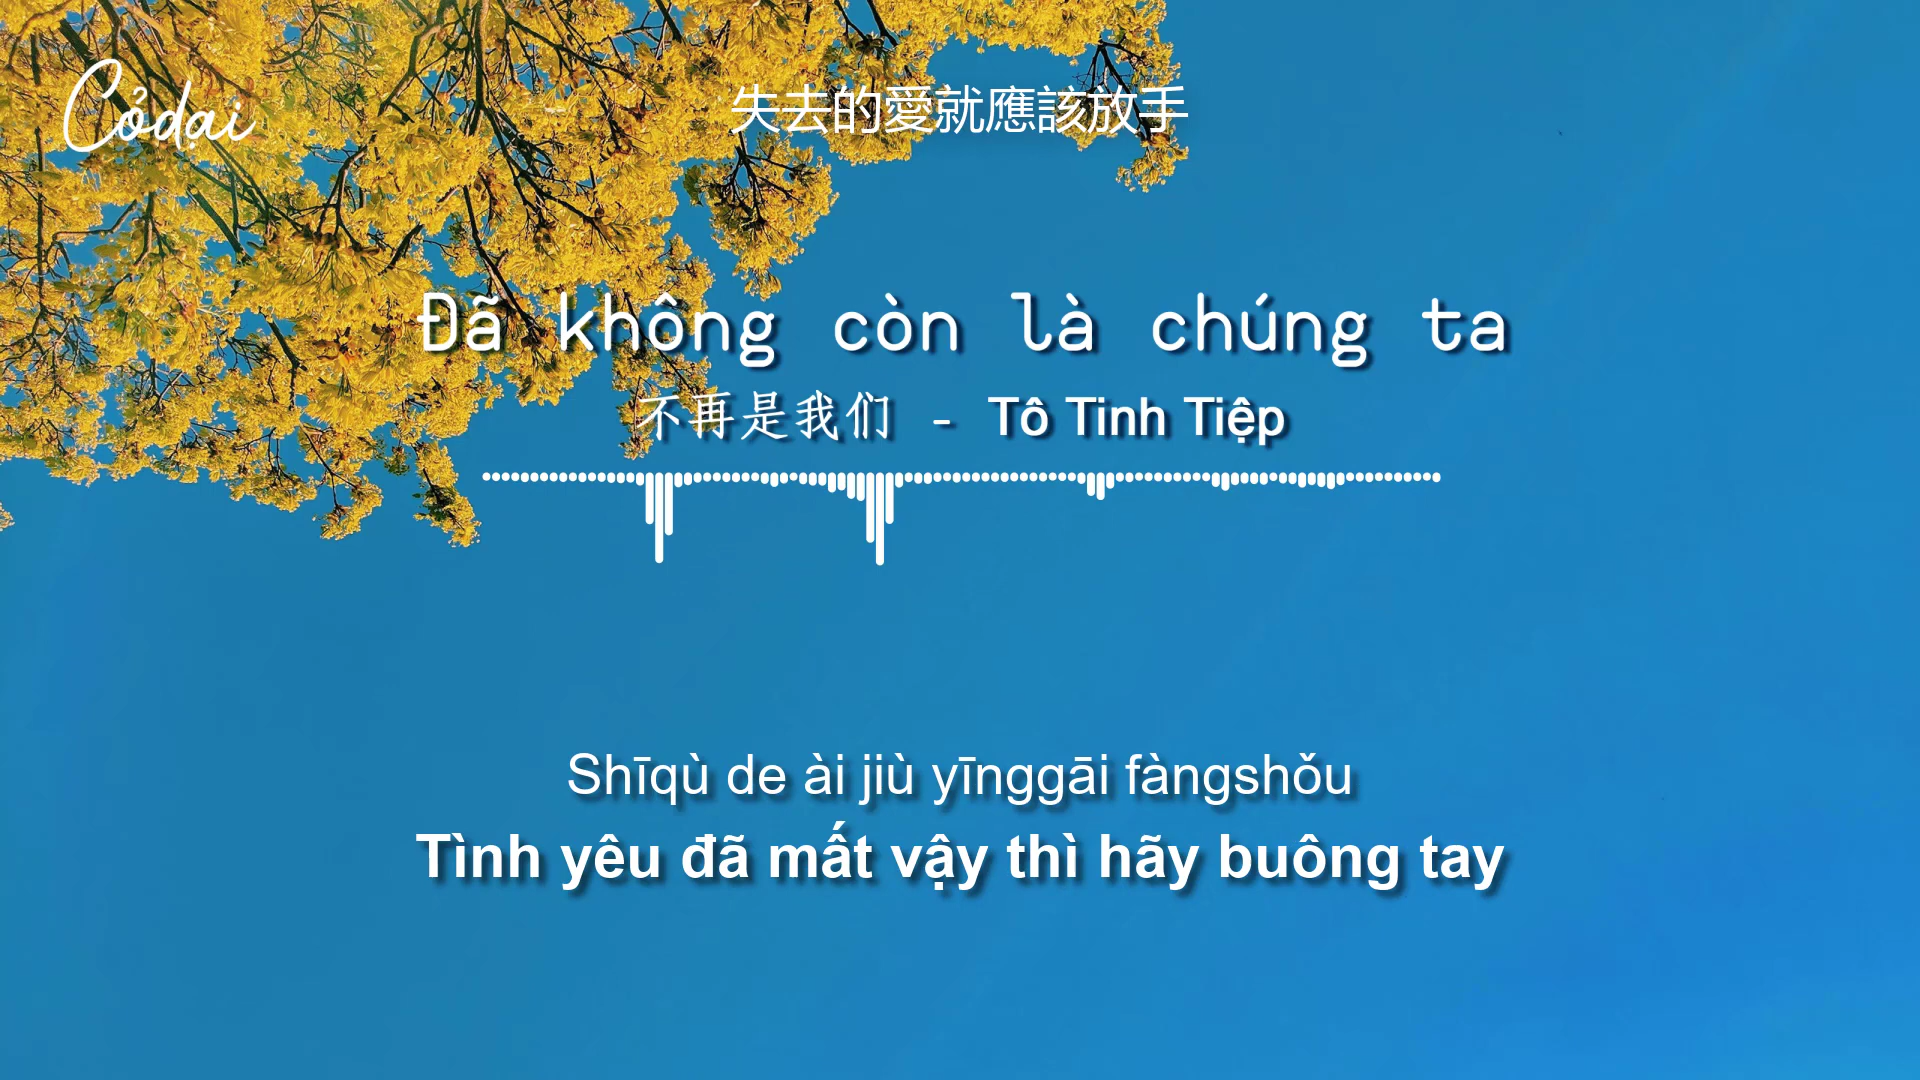 Cỏdại
失去的愛就應該放手
Đã không còn là chúng ta
不再是我们 - Tô Tinh Tiệp
Shīqù de ài jiù yīnggāi fàngshǒu
Tình yêu đã mất vậy thì hãy buông tay